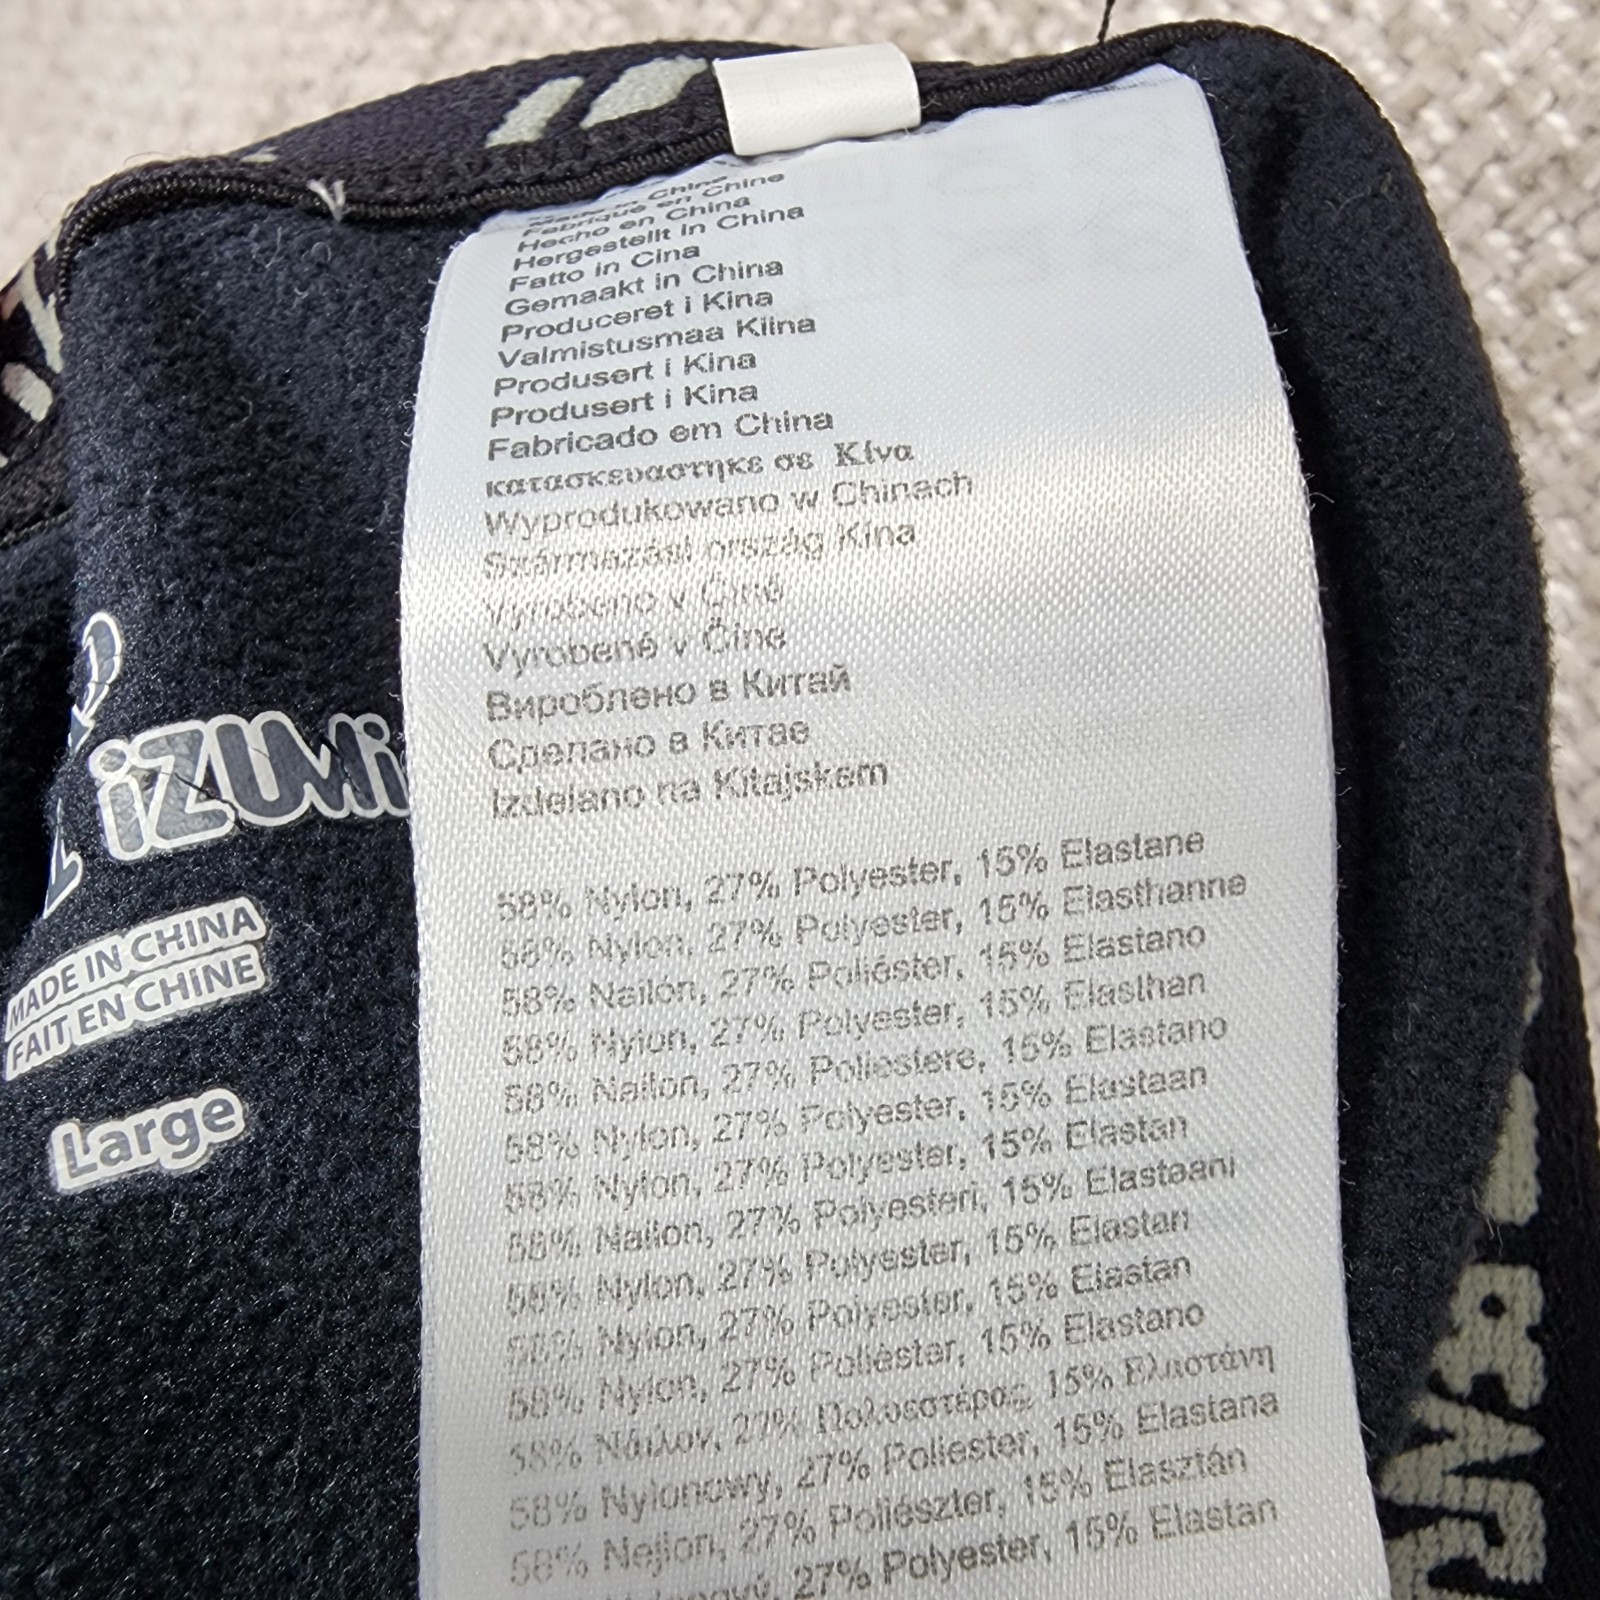 Made in China
Fabriqué en Chine
Hecho en China
Hergestellt in China
Fatto in Cina
Gemaakt in China
Produceret i Kina
Valmistusmaa Kiina
Produsert i Kina
Produsert i Kina
Fabricado em China
κατασκευαστηκε σε Κίνα
Wyprodukowano w Chinach
Származási ország Kína
Vyrobeno v Číně
Vyrobené v Číne
Вироблено в Китай
Сделано в Китае
Izdelano na Kitajskem
58% Nylon, 27% Polyester, 15% Elastane
58% Nylon, 27% Polyester, 15% Elasthanne
58% Nailón, 27% Poliéster, 15% Elastano
58% Nylon, 27% Polyester, 15% Elasthan
58% Nailon, 27% Poliestere, 15% Elastano
58% Nylon, 27% Polyester, 15% Elastaan
58% Nylon, 27% Polyester, 15% Elastan
58% Nailon, 27% Polyesteri, 15% Elastaani
58% Nylon, 27% Polyester, 15% Elastan
58% Nylon, 27% Polyester, 15% Elastan
58% Nylon, 27% Poliéster, 15% Elastano
58% Νάιλον, 27% Πολυεστέρας, 15% Ελαστάνη
58% Nylonowy, 27% Poliester, 15% Elastana
58% Nejlon, 27% Poliészter, 15% Elasztán
27% Polyester, 15% Elastan
iZUMi
MADE IN CHINA
FAIT EN CHINE
Large